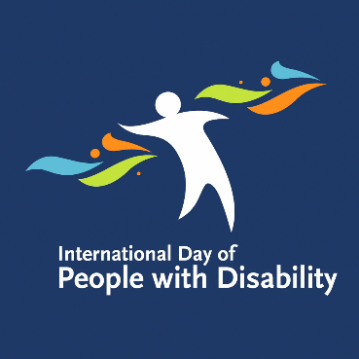 International Day of
People with Disability